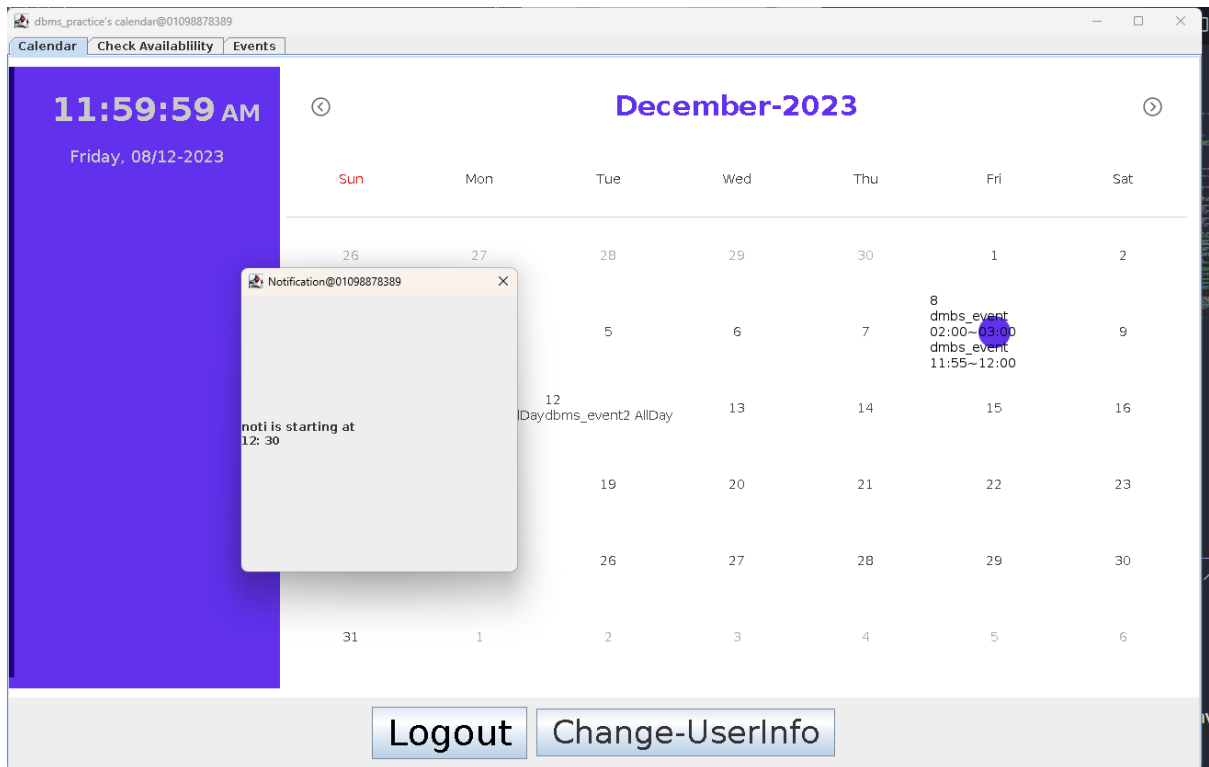 dbms_practice's calendar@01098878389
Calendar Check Availablility Events
11:59:59 AM
Friday, 08/12-2023
December-2023
Sun Mon Tue Wed Thu Fri Sat
26 27 28 29 30 1 2
Notification@01098878389
noti is starting at
12: 30
5 6 7
8
dmbs_event
02:00~03:00
dmbs_event
11:55~12:00
9
12
lDaydbms_event2 AllDay
13 14 15 16
19 20 21 22 23
26 27 28 29 30
31 1 2 3 4 5 6
Logout Change-UserInfo